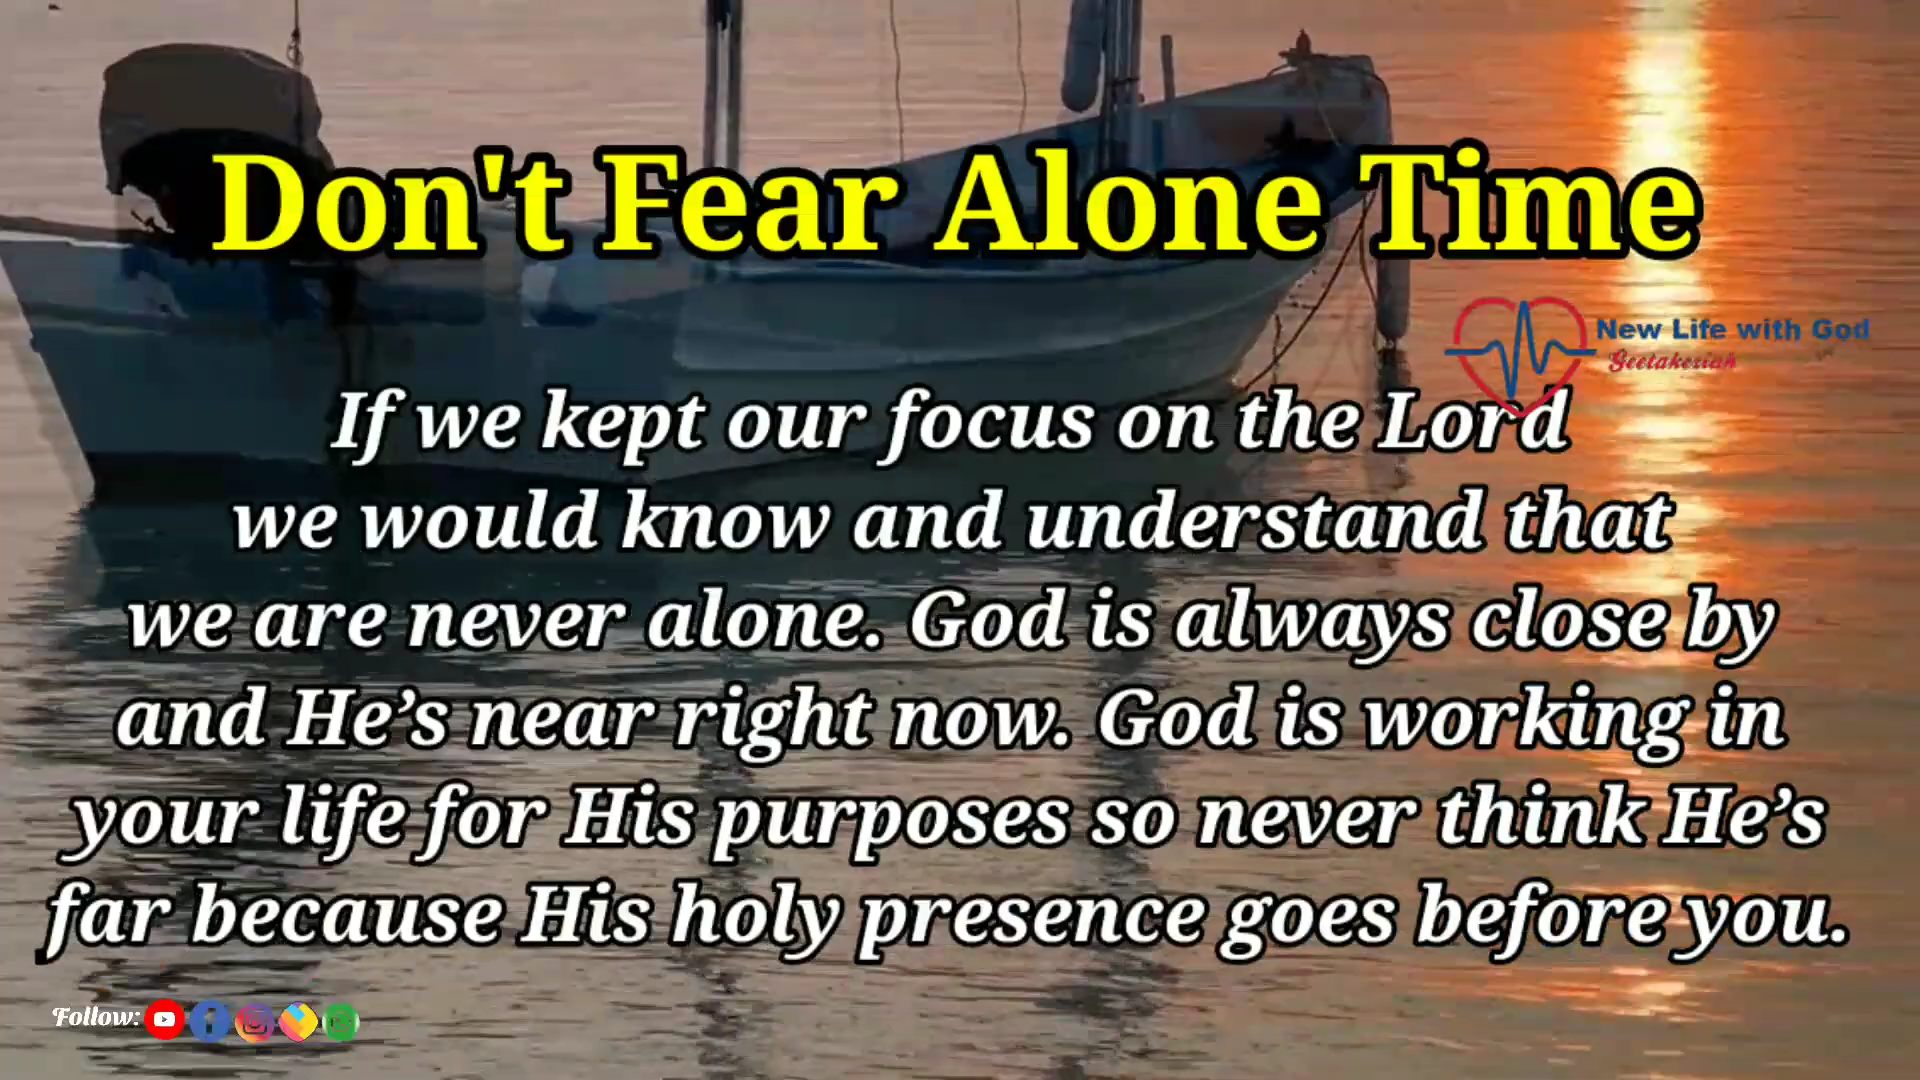 Don't Fear Alone Time
New Life with God
Geetakesiah
If we kept our focus on the Lord
we would know and understand that
we are never alone. God is always close by
and He’s near right now. God is working in
your life for His purposes so never think He’s
far because His holy presence goes before you.
Follow: